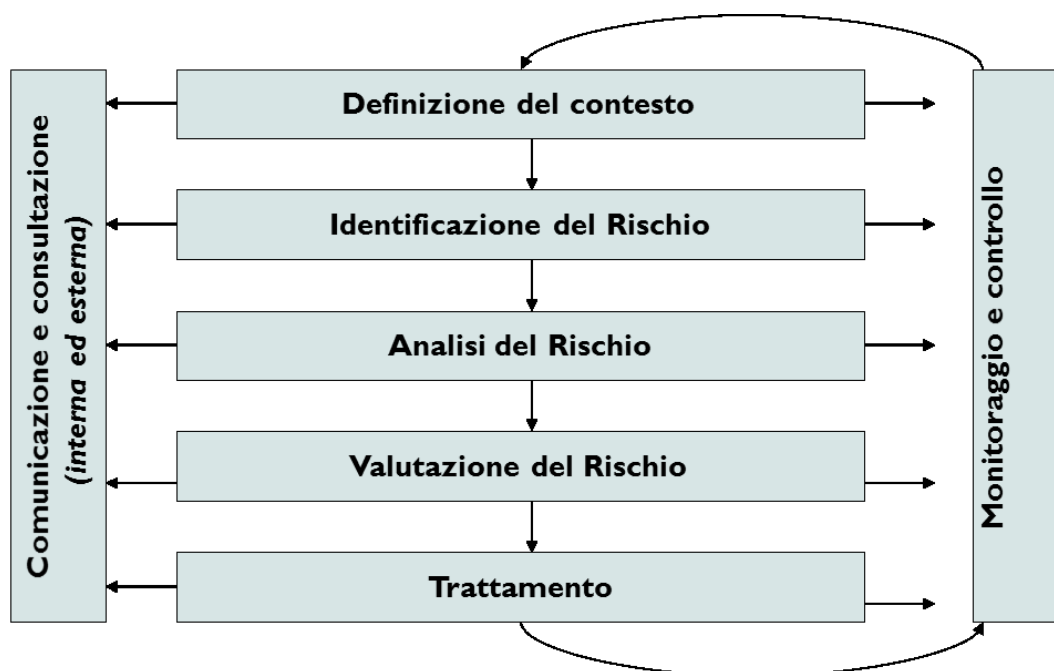 Comunicazione e consultazione
(interna ed esterna)
Definizione del contesto
Identificazione del Rischio
Analisi del Rischio
Valutazione del Rischio
Trattamento
Monitoraggio e controllo